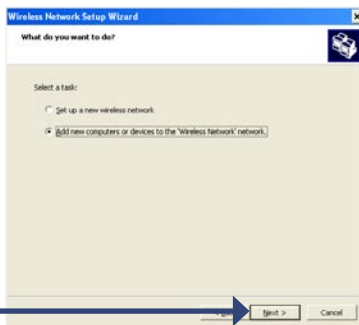 Wireless Network Setup Wizard
What do you want to do?
Select a task:
Set up a new wireless network
Add new computers or devices to the 'Wireless Network' network.
Next >
Cancel